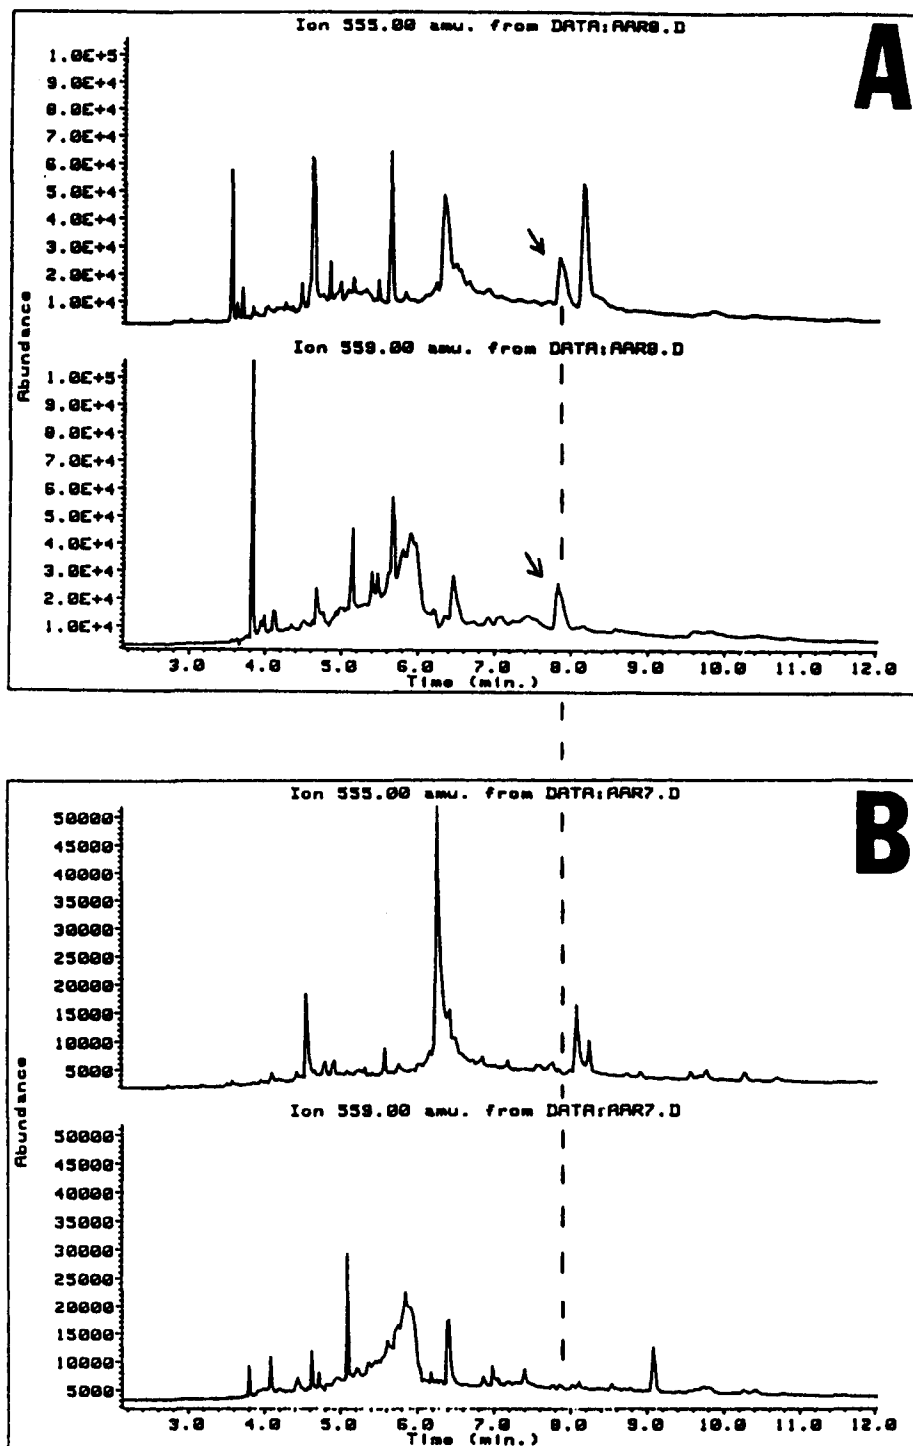 Ion 555.00 amu. from DATA:AAR8.D
A
1.0E+5
9.0E+4
8.0E+4
7.0E+4
6.0E+4
5.0E+4
4.0E+4
3.0E+4
2.0E+4
1.0E+4
Abundance
Ion 559.00 amu. from DATA:AAR8.D
1.0E+5
9.0E+4
8.0E+4
7.0E+4
6.0E+4
5.0E+4
4.0E+4
3.0E+4
2.0E+4
1.0E+4
3.0 4.0 5.0 6.0 7.0 8.0 9.0 10.0 11.0 12.0
Time (min.)
Ion 555.00 amu. from DATA:AAR7.D
B
50000
45000
40000
35000
30000
25000
20000
15000
10000
5000
Abundance
Ion 559.00 amu. from DATA:AAR7.D
50000
45000
40000
35000
30000
25000
20000
15000
10000
5000
3.0 4.0 5.0 6.0 7.0 8.0 9.0 10.0 11.0 12.0
Time (min.)